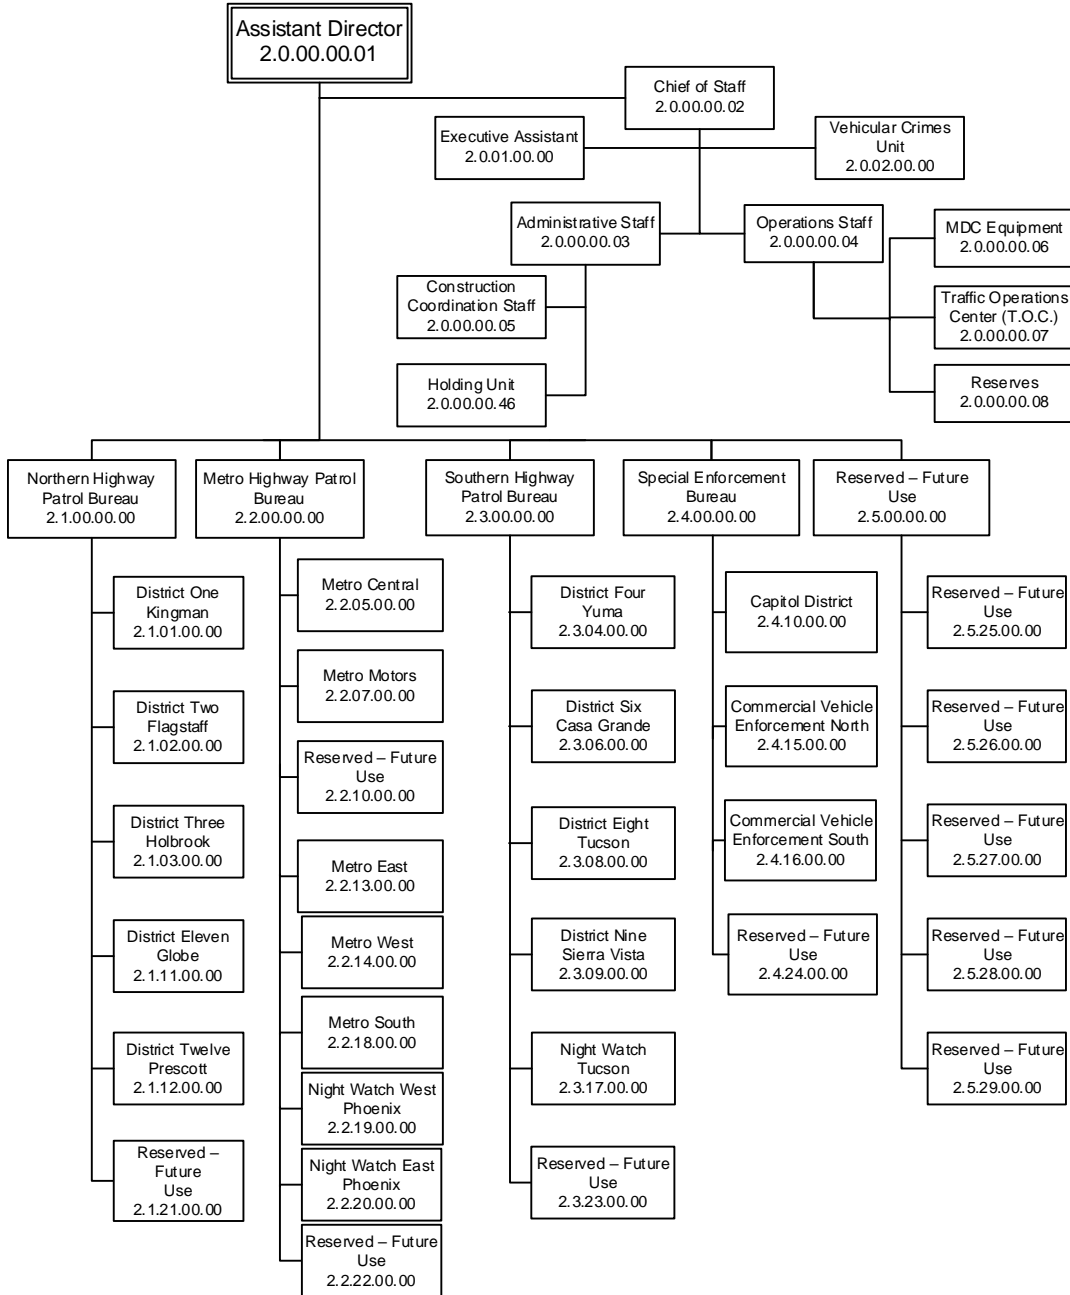 Assistant Director
2.0.00.00.01
Chief of Staff
2.0.00.00.02
Executive Assistant
2.0.01.00.00
Vehicular Crimes
Unit
2.0.02.00.00
Administrative Staff
2.0.00.00.03
Operations Staff
2.0.00.00.04
MDC Equipment
2.0.00.00.06
Construction
Coordination Staff
2.0.00.00.05
Traffic Operations
Center (T.O.C.)
2.0.00.00.07
Holding Unit
2.0.00.00.46
Reserves
2.0.00.00.08
Northern Highway
Patrol Bureau
2.1.00.00.00
Metro Highway Patrol
Bureau
2.2.00.00.00
Southern Highway
Patrol Bureau
2.3.00.00.00
Special Enforcement
Bureau
2.4.00.00.00
Reserved – Future
Use
2.5.00.00.00
District One
Kingman
2.1.01.00.00
District Two
Flagstaff
2.1.02.00.00
District Three
Holbrook
2.1.03.00.00
District Eleven
Globe
2.1.11.00.00
District Twelve
Prescott
2.1.12.00.00
Reserved –
Future
Use
2.1.21.00.00
Metro Central
2.2.05.00.00
Metro Motors
2.2.07.00.00
Reserved – Future
Use
2.2.10.00.00
Metro East
2.2.13.00.00
Metro West
2.2.14.00.00
Metro South
2.2.18.00.00
Night Watch West
Phoenix
2.2.19.00.00
Night Watch East
Phoenix
2.2.20.00.00
Reserved – Future
Use
2.2.22.00.00
District Four
Yuma
2.3.04.00.00
District Six
Casa Grande
2.3.06.00.00
District Eight
Tucson
2.3.08.00.00
District Nine
Sierra Vista
2.3.09.00.00
Night Watch
Tucson
2.3.17.00.00
Reserved – Future
Use
2.3.23.00.00
Capitol District
2.4.10.00.00
Commercial Vehicle
Enforcement North
2.4.15.00.00
Commercial Vehicle
Enforcement South
2.4.16.00.00
Reserved – Future
Use
2.4.24.00.00
Reserved – Future
Use
2.5.25.00.00
Reserved – Future
Use
2.5.26.00.00
Reserved – Future
Use
2.5.27.00.00
Reserved – Future
Use
2.5.28.00.00
Reserved – Future
Use
2.5.29.00.00